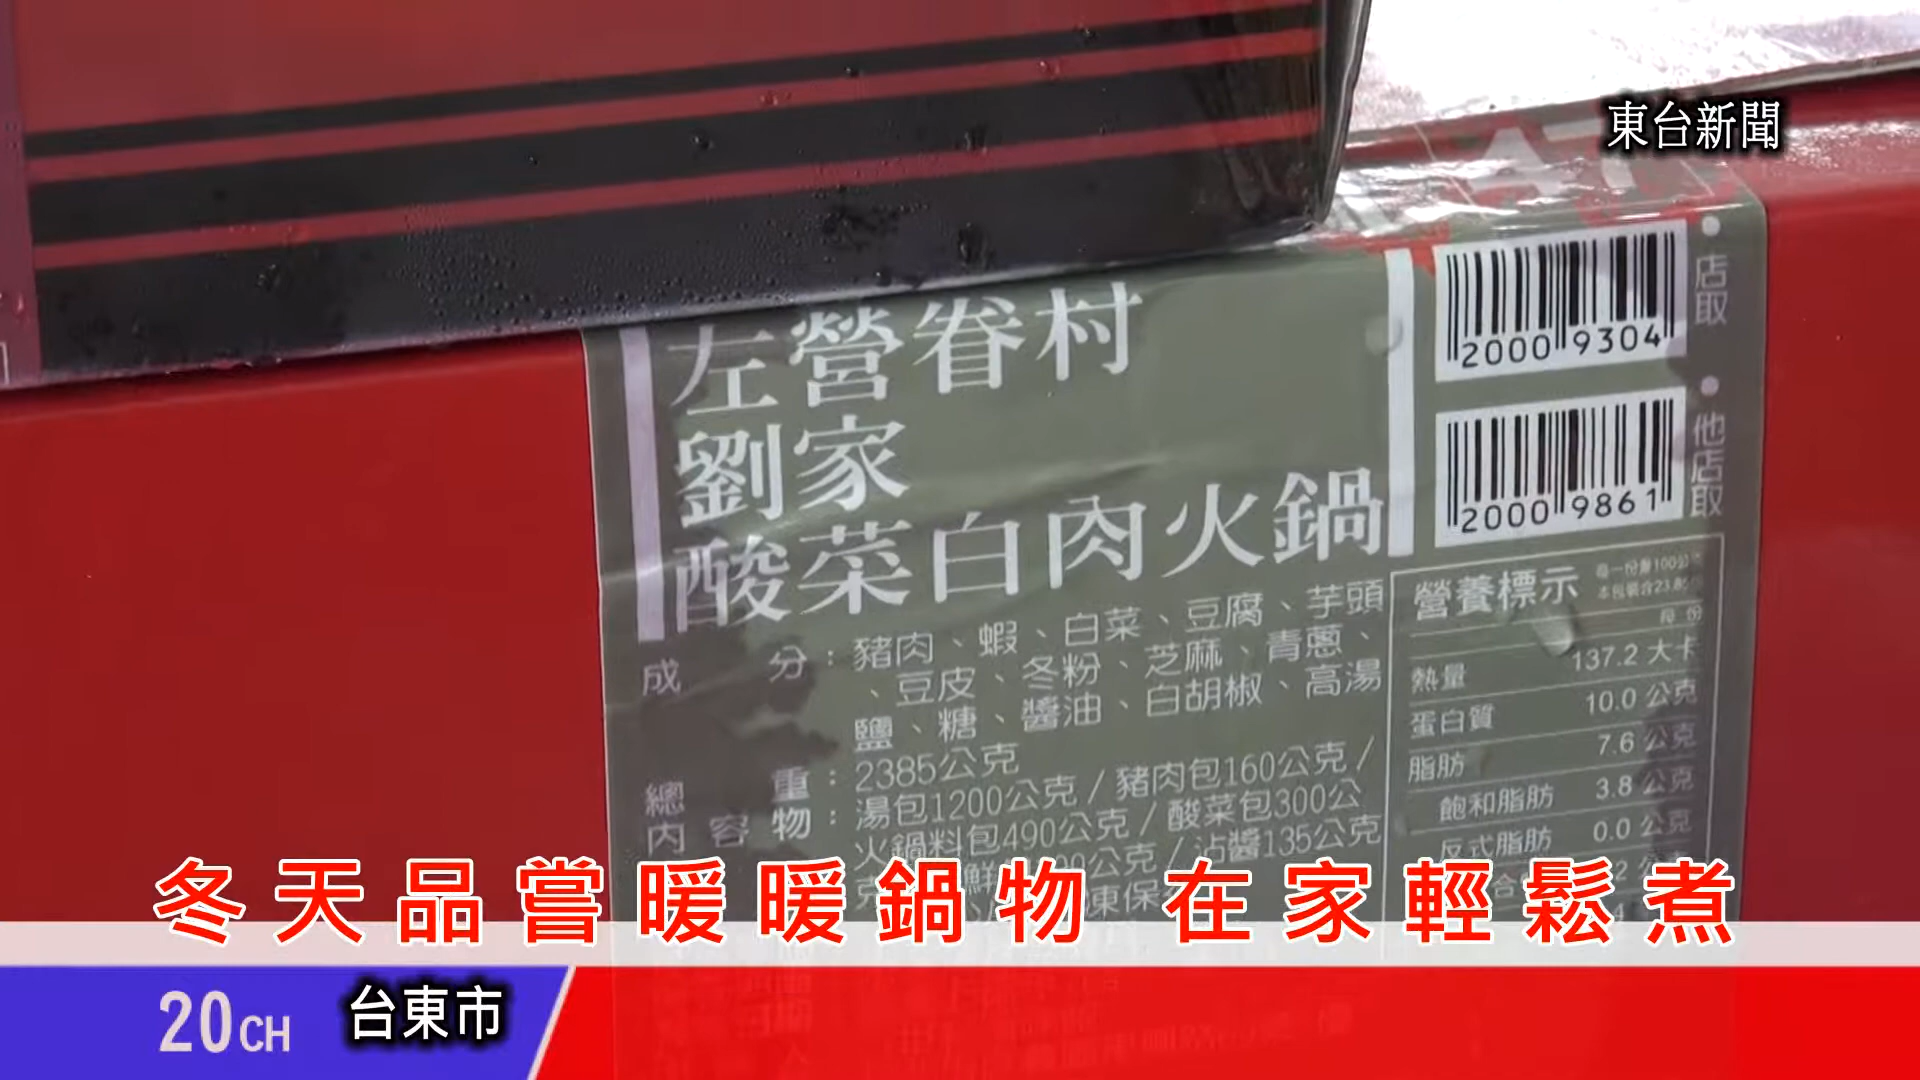 東台新聞
左營眷村
劉家
酸菜白肉火鍋
2000 9304
●店取
2000 9861
●他店取
成分：豬肉、蝦、白菜、豆腐、芋頭
、豆皮、冬粉、芝麻、青蔥、
鹽、糖、醬油、白胡椒、高湯
總重：2385公克
內容物：湯包1200公克/豬肉包160公克/
火鍋料包490公克/酸菜包300公
沾醬135公克
營養標示
熱量 137.2 大卡
蛋白質 10.0 公克
脂肪 7.6 公克
飽和脂肪 3.8 公克
反式脂肪 0.0 公克
冬天品嘗暖暖鍋物 在家輕鬆煮
20CH 台東市